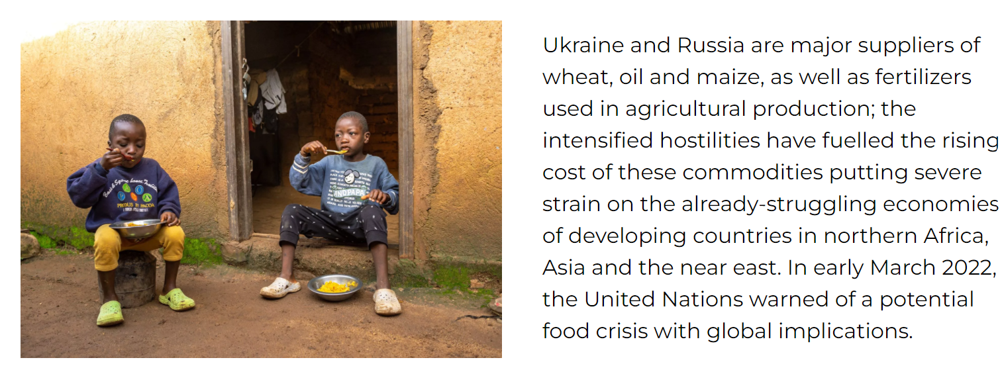 Ukraine and Russia are major suppliers of
wheat, oil and maize, as well as fertilizers
used in agricultural production; the
intensified hostilities have fuelled the rising
cost of these commodities putting severe
strain on the already-struggling economies
of developing countries in northern Africa,
Asia and the near east. In early March 2022,
the United Nations warned of a potential
food crisis with global implications.